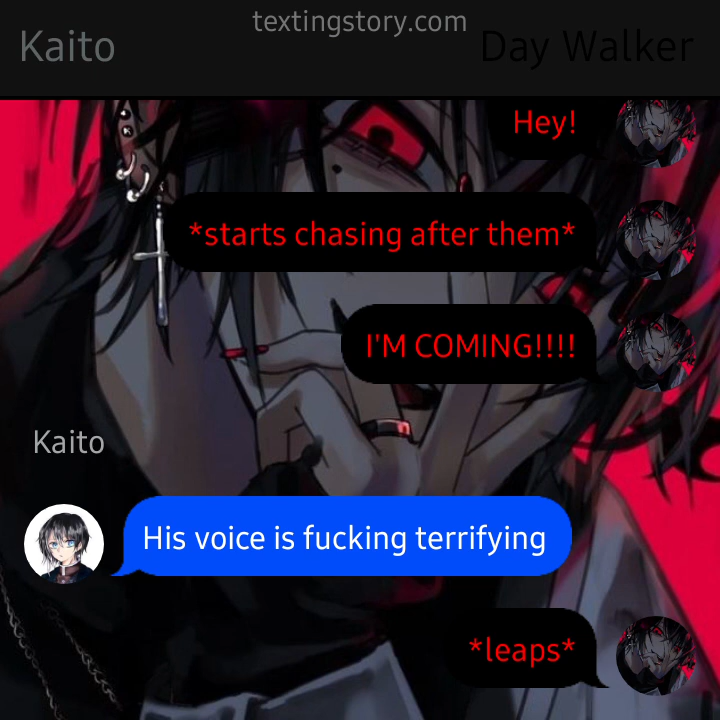 textingstory.com
Kaito
Day Walker
Hey!
*starts chasing after them*
I'M COMING!!!!
Kaito
His voice is fucking terrifying
*leaps*